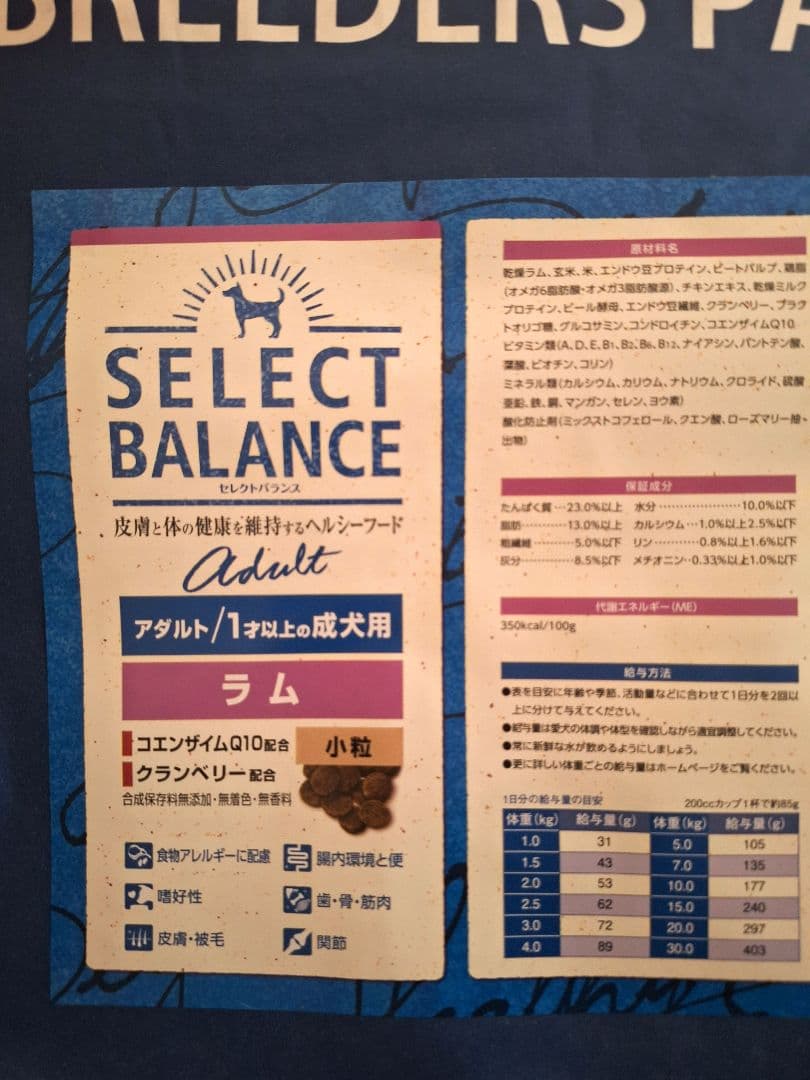 BREEDERS PA
SELECT
BALANCE
セレクトバランス
皮膚と体の健康を維持するヘルシーフード
adult
アダルト/1才以上の成犬用
ラム
コエンザイムQ10配合
クランベリー配合
小粒
合成保存料無添加・無着色・無香料
食物アレルギーに配慮
腸内環境と便
嗜好性
歯・骨・筋肉
皮膚・被毛
関節
原材料名
乾燥ラム、玄米、米、エンドウ豆プロテイン、ビートパルプ、鶏脂
(オメガ6脂肪酸・オメガ3脂肪酸源)、チキンエキス、乾燥ミルク
プロテイン、ビール酵母、エンドウ豆繊維、クランベリー、フラク
トオリゴ糖、グルコサミン、コンドロイチン、コエンザイムQ10、
ビタミン類(A、D、E、B1、B2、B6、B12、ナイアシン、パントテン酸、
葉酸、ビオチン、コリン)
ミネラル類(カルシウム、カリウム、ナトリウム、クロライド、硫酸
亜鉛、鉄、銅、マンガン、セレン、ヨウ素)
酸化防止剤(ミックストコフェロール、クエン酸、ローズマリー抽
出物)
保証成分
たんぱく質…23.0%以上 水分………………10.0%以下
脂肪…………13.0%以上 カルシウム…1.0%以上2.5%以下
粗繊維…………5.0%以下 リン…………0.8%以上1.6%以下
灰分……………8.5%以下 メチオニン…0.33%以上1.0%以下
代謝エネルギー(ME)
350kcal/100g
給与方法
●表を目安に年齢や季節、活動量などに合わせて1日分を2回以
上に分けて与えてください。
●給与量は愛犬の体調や体型を確認しながら適宜調整してください。
●常に新鮮な水が飲めるようにしましょう。
●更に詳しい体重ごとの給与量はホームページをご覧ください。
1日分の給与量の目安 200ccカップ1杯で約85g
体重(kg) 給与量(g) 体重(kg) 給与量(g)
1.0 31 5.0 105
1.5 43 7.0 135
2.0 53 10.0 177
2.5 62 15.0 240
3.0 72 20.0 297
4.0 89 30.0 403